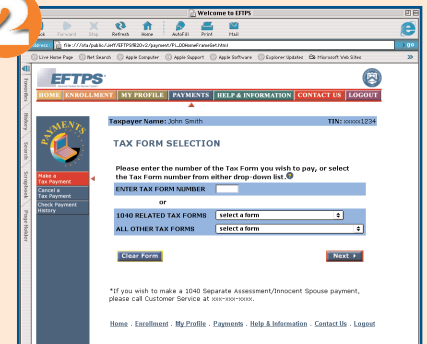 2
Welcome to EFTPS
Back Forward Stop Refresh Home AutoFill Print Mail
Address: file:///ista/public/Jeff/EFTPSR20v2/payment/P1_00HomeFrameSet.html go
Live Home Page Net Search Apple Computer Apple Support Apple Software Explorer Updates Microsoft Web Sites »
Favorites
History
Search
Scrapbook
Page Holder
EFTPS
HOME ENROLLMENT MY PROFILE PAYMENTS HELP & INFORMATION CONTACT US LOGOUT
PAYMENTS
Make a
Tax Payment
Cancel a
Tax Payment
Check Payment
History
Taxpayer Name: John Smith TIN: xxxxx1234
TAX FORM SELECTION
Please enter the number of the Tax Form you wish to pay, or select
the Tax Form number from either drop-down list.
ENTER TAX FORM NUMBER
or
1040 RELATED TAX FORMS select a form
ALL OTHER TAX FORMS select a form
Clear Form Next
*If you wish to make a 1040 Separate Assessment/Innocent Spouse payment,
please call Customer Service at xxx-xxx-xxxx.
Home . Enrollment . My Profile . Payments . Help & Information . Contact Us . Logout